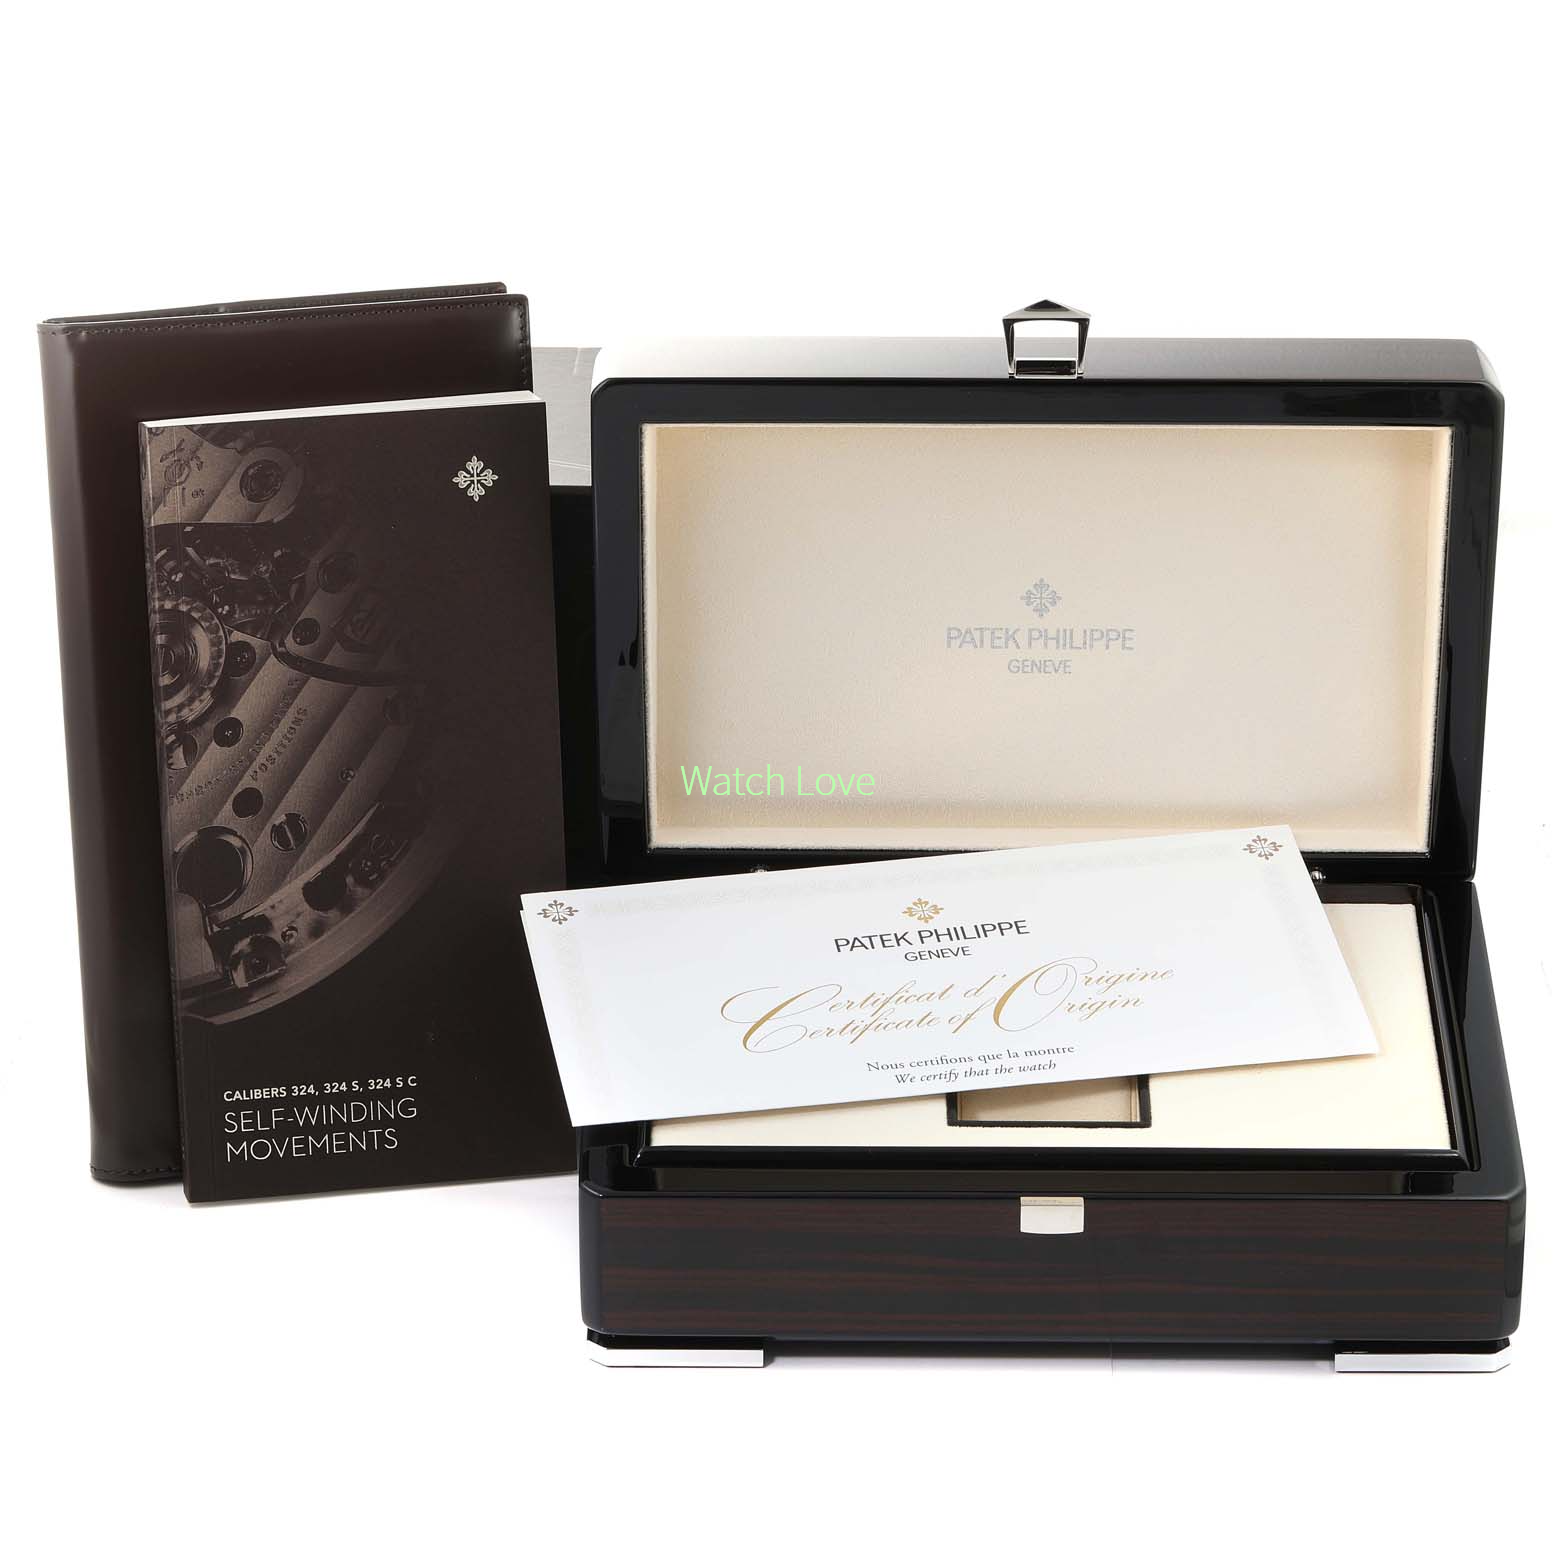 CALIBERS 324, 324 S, 324 S C
SELF-WINDING
MOVEMENTS
POSITIONS
PATEK PHILIPPE
GENEVE
Watch Love
PATEK PHILIPPE
GENEVE
Certificat d'Origine
Certificate of Origin
Nous certifions que la montre
We certify that the watch